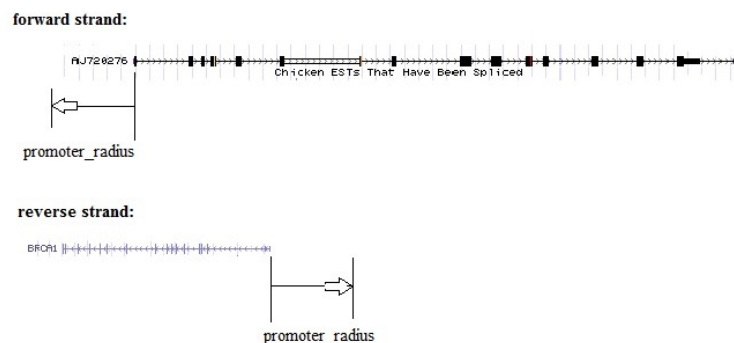 forward strand:
AJ720276
Chicken ESTs That Have Been Spliced
promoter_radius
reverse strand:
BRCA1
promoter_radius